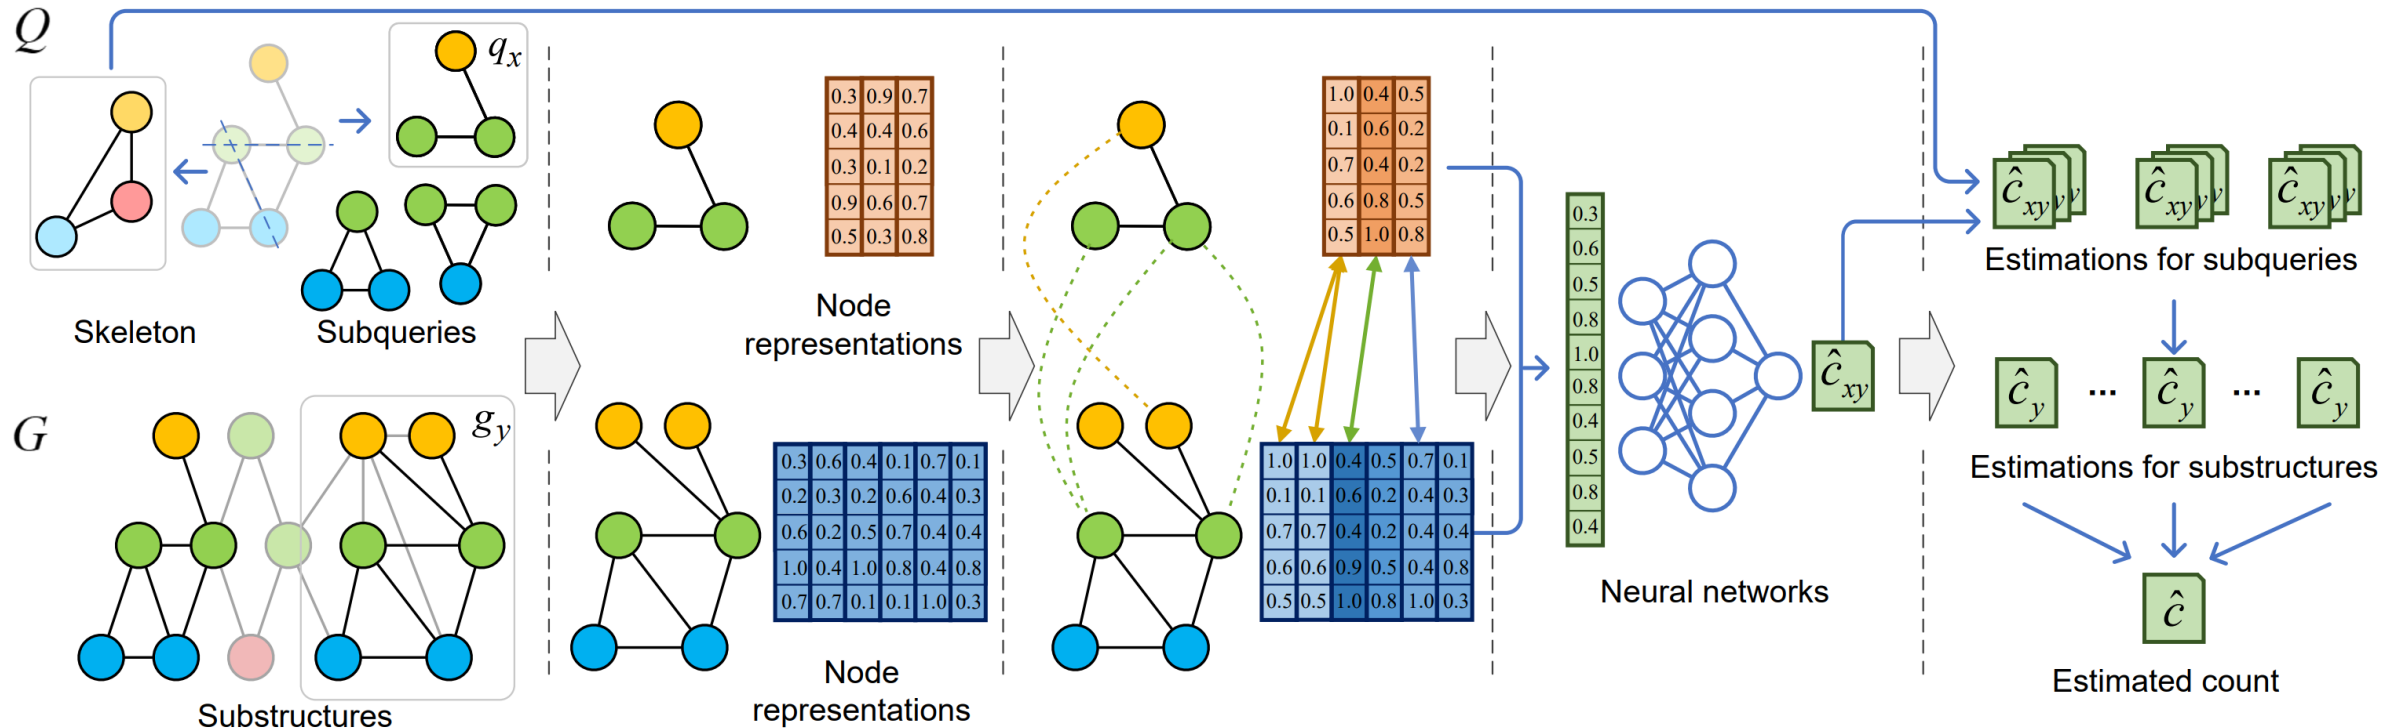 Q
q_x
Skeleton
Subqueries
G
g_y
Substructures
0.3 0.9 0.7
0.4 0.4 0.6
0.3 0.1 0.2
0.9 0.6 0.7
0.5 0.3 0.8
Node
representations
0.3 0.6 0.4 0.1 0.7 0.1
0.2 0.3 0.2 0.6 0.4 0.3
0.6 0.2 0.5 0.7 0.4 0.4
1.0 0.4 1.0 0.8 0.4 0.8
0.7 0.7 0.1 0.1 1.0 0.3
Node
representations
1.0 0.4 0.5
0.1 0.6 0.2
0.7 0.4 0.2
0.6 0.8 0.5
0.5 1.0 0.8
1.0 1.0 0.4 0.5 0.7 0.1
0.1 0.1 0.6 0.2 0.4 0.3
0.7 0.7 0.4 0.2 0.4 0.4
0.6 0.6 0.9 0.5 0.4 0.8
0.5 0.5 1.0 0.8 1.0 0.3
0.3
0.6
0.5
0.8
1.0
0.8
0.4
0.5
0.8
0.4
Neural networks
ĉ_xy
ĉ_xy y y ĉ_xy y y ĉ_xy y y
Estimations for subqueries
ĉ_y ... ĉ_y ... ĉ_y
Estimations for substructures
ĉ
Estimated count